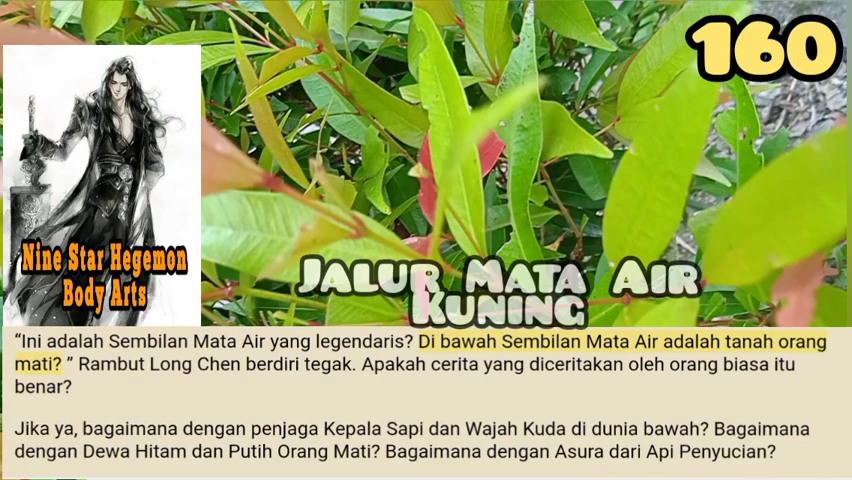 160
Nine Star Hegemon
Body Arts
Jalur Mata Air
Kuning
“Ini adalah Sembilan Mata Air yang legendaris? Di bawah Sembilan Mata Air adalah tanah orang
mati? ” Rambut Long Chen berdiri tegak. Apakah cerita yang diceritakan oleh orang biasa itu
benar?
Jika ya, bagaimana dengan penjaga Kepala Sapi dan Wajah Kuda di dunia bawah? Bagaimana
dengan Dewa Hitam dan Putih Orang Mati? Bagaimana dengan Asura dari Api Penyucian?